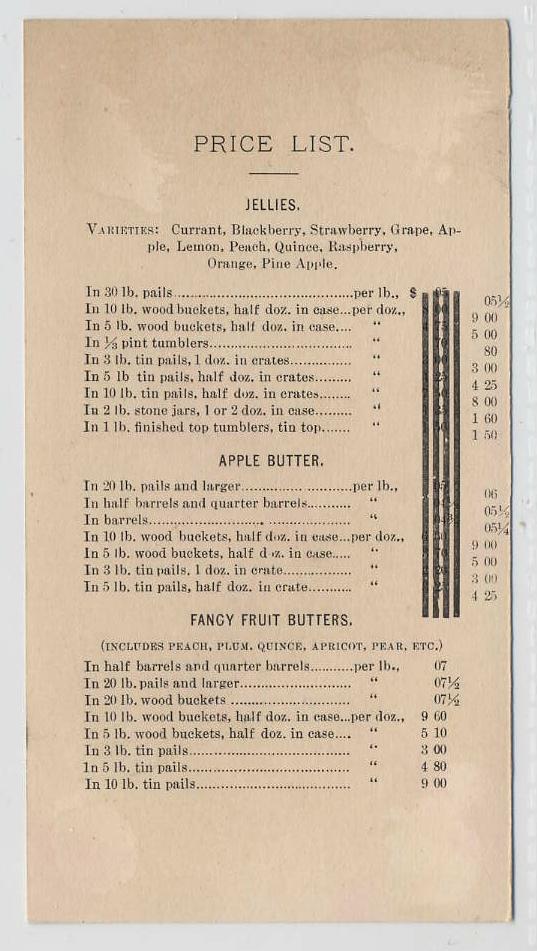 PRICE LIST.
JELLIES.
VARIETIES: Currant, Blackberry, Strawberry, Grape, Ap-
ple, Lemon, Peach, Quince, Raspberry,
Orange, Pine Apple.
In 30 lb. pails..................................................per lb., $ 05½
In 10 lb. wood buckets, half doz. in case...per doz., 9 00
In 5 lb. wood buckets, half doz. in case.... “ 5 00
In ⅓ pint tumblers........................................ “ 80
In 3 lb. tin pails, 1 doz. in crates................. “ 3 00
In 5 lb tin pails, half doz. in crates......... “ 4 25
In 10 lb. tin pails, half doz. in crates........ “ 8 00
In 2 lb. stone jars, 1 or 2 doz. in case......... “ 1 60
In 1 lb. finished top tumblers, tin top....... “ 1 50
APPLE BUTTER.
In 20 lb. pails and larger...............................per lb., 06
In half barrels and quarter barrels........... “ 05½
In barrels......................................................... “ 05¼
In 10 lb. wood buckets, half doz. in case...per doz., 9 00
In 5 lb. wood buckets, half doz. in case..... “ 5 00
In 3 lb. tin pails, 1 doz. in crate................... “ 3 00
In 5 lb. tin pails, half doz. in crate............ “ 4 25
FANCY FRUIT BUTTERS.
(INCLUDES PEACH, PLUM. QUINCE, APRICOT, PEAR, ETC.)
In half barrels and quarter barrels...........per lb., 07
In 20 lb. pails and larger............................... “ 07½
In 20 lb. wood buckets .................................. “ 07½
In 10 lb. wood buckets, half doz. in case...per doz., 9 60
In 5 lb. wood buckets, half doz. in case.... “ 5 10
In 3 lb. tin pails.............................................. “ 3 00
In 5 lb. tin pails.............................................. “ 4 80
In 10 lb. tin pails............................................ “ 9 00